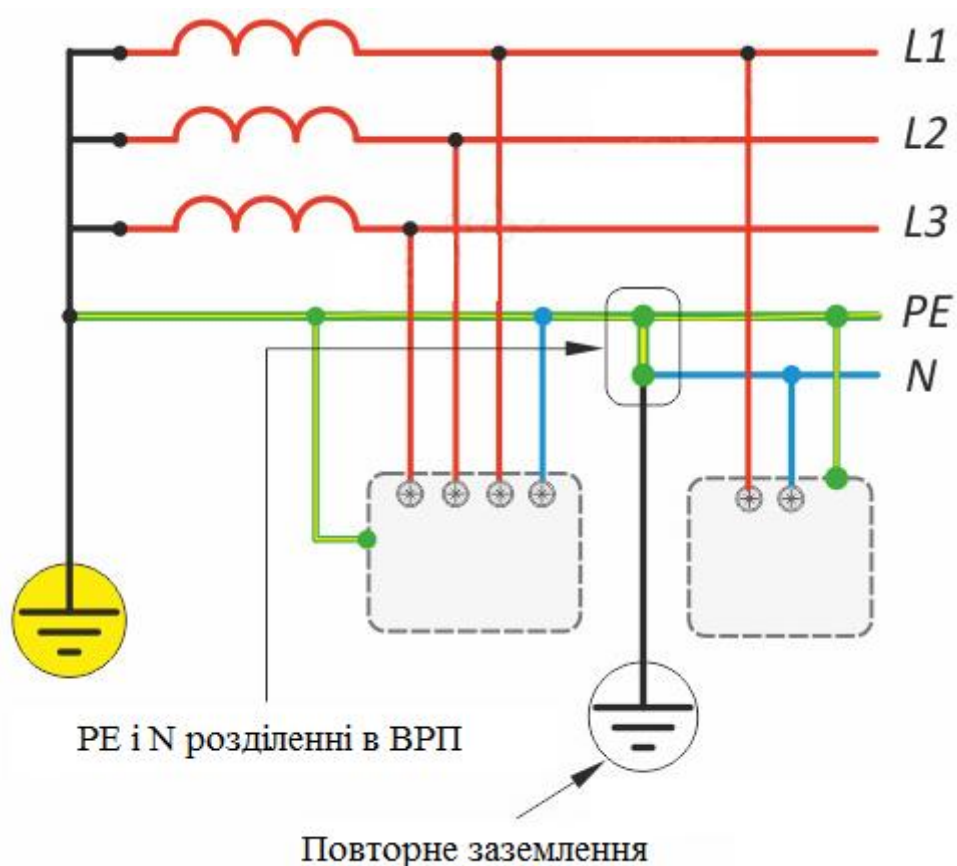 L1
L2
L3
PE
N
PE і N розділенні в ВРП
Повторне заземлення